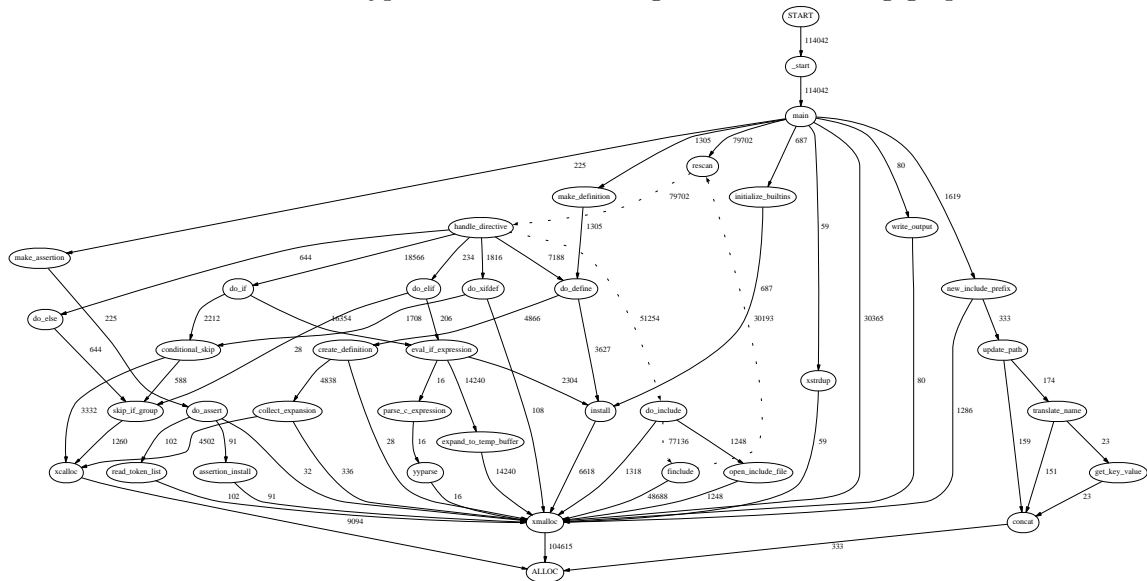 START
114042
_start
114042
main
1305
79702
687
80
225
rescan
1619
make_definition
79702
initialize_builtins
handle_directive
1305
59
write_output
make_assertion
644
18566
234
1816
7188
687
do_if
do_elif
do_xifdef
do_define
new_include_prefix
do_else
225
2212
16354
1708
206
4866
51254
30193
30365
333
644
conditional_skip
28
create_definition
eval_if_expression
3627
update_path
588
4838
16
14240
2304
xstrdup
80
174
3332
skip_if_group
do_assert
collect_expansion
parse_c_expression
108
install
do_include
1286
translate_name
1260
4502
102
91
28
16
expand_to_temp_buffer
77136
1248
59
159
23
xcalloc
read_token_list
assertion_install
32
336
yyparse
14240
6618
1318
finclude
open_include_file
151
get_key_value
102
91
16
48688
1248
23
xmalloc
concat
9094
104615
333
ALLOC